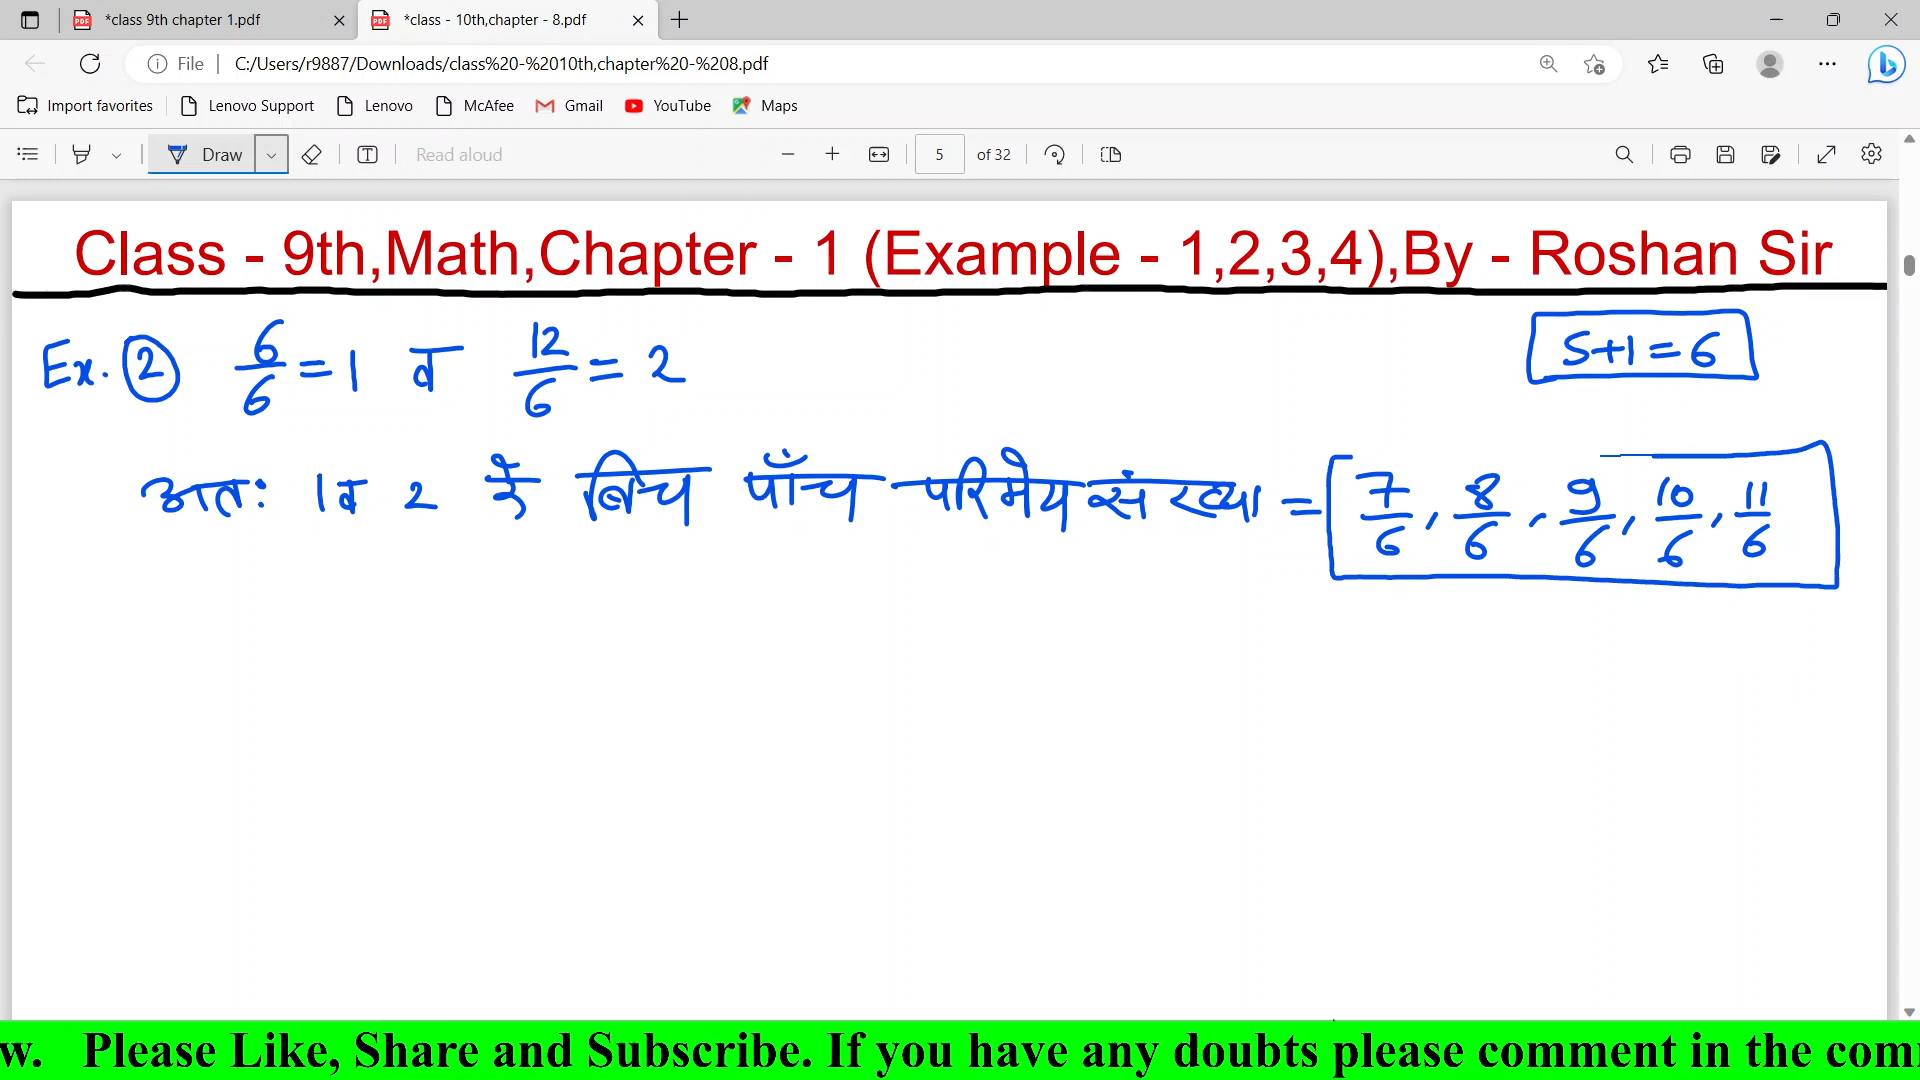 *class 9th chapter 1.pdf
*class - 10th,chapter - 8.pdf
File
C:/Users/r9887/Downloads/class%20-%2010th,chapter%20-%208.pdf
Import favorites Lenovo Support Lenovo McAfee Gmail YouTube Maps
Draw Read aloud 5 of 32
Class - 9th,Math,Chapter - 1 (Example - 1,2,3,4),By - Roshan Sir
Ex. 2 6/6 = 1 व 12/6 = 2
5+1=6
अतः 1 व 2 के बिच पाँच परिमेय संख्या = 7/6, 8/6, 9/6, 10/6, 11/6
w. Please Like, Share and Subscribe. If you have any doubts please comment in the com